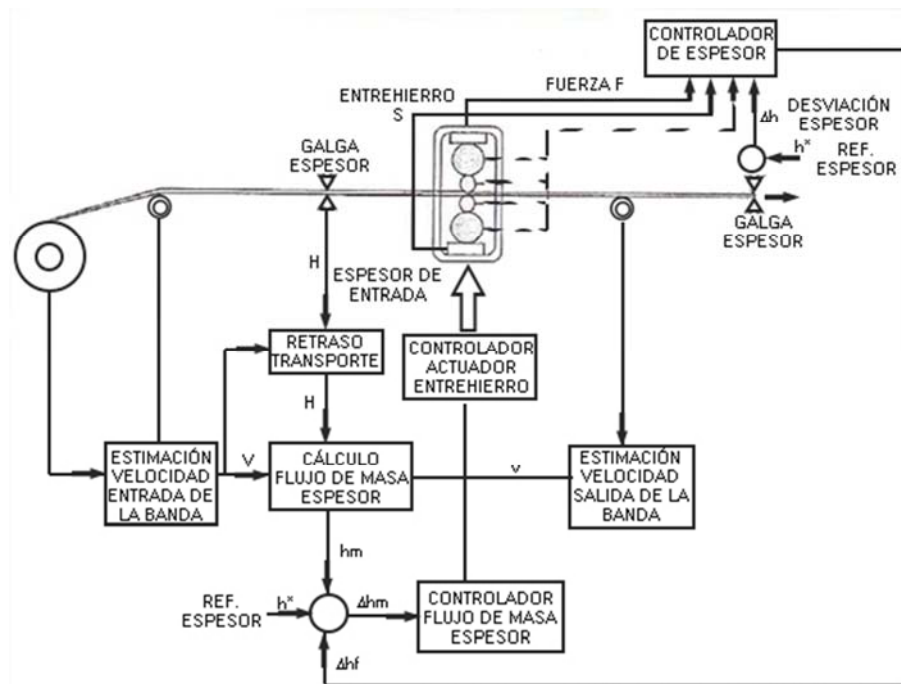 CONTROLADOR
DE ESPESOR
FUERZA F
ENTREHIERRO
S
Δh
DESVIACIÓN
ESPESOR
h*
REF.
ESPESOR
GALGA
ESPESOR
GALGA
ESPESOR
H
ESPESOR DE
ENTRADA
RETRASO
TRANSPORTE
CONTROLADOR
ACTUADOR
ENTREHIERRO
H
ESTIMACIÓN
VELOCIDAD
ENTRADA DE
LA BANDA
V
CÁLCULO
FLUJO DE MASA
ESPESOR
v
ESTIMACIÓN
VELOCIDAD
SALIDA DE LA
BANDA
hm
REF.
ESPESOR
h*
Δhm
CONTROLADOR
FLUJO DE MASA
ESPESOR
Δhf